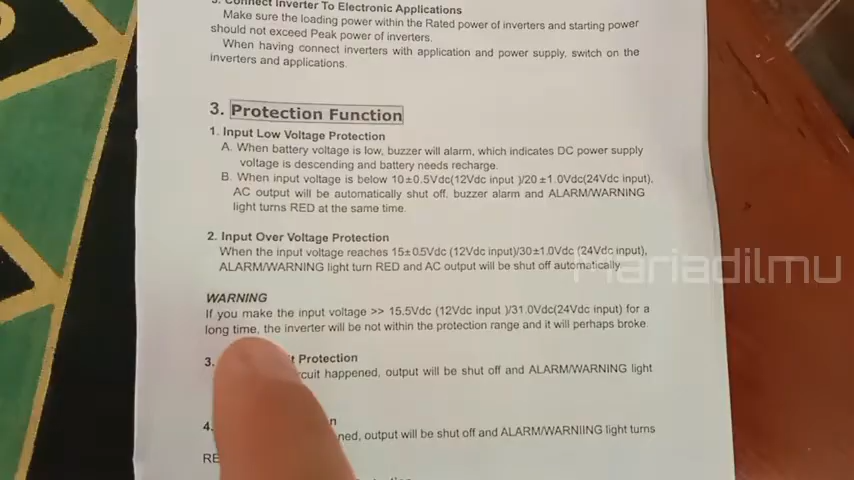 Connect Inverter To Electronic Applications
Make sure the loading power within the Rated power of inverters and starting power
should not exceed Peak power of inverters.
When having connect inverters with application and power supply, switch on the
inverters and applications.
3. Protection Function
1. Input Low Voltage Protection
A. When battery voltage is low, buzzer will alarm, which indicates DC power supply
voltage is descending and battery needs recharge.
B. When input voltage is below 10±0.5Vdc(12Vdc input )/20±1.0Vdc(24Vdc input),
AC output will be automatically shut off, buzzer alarm and ALARM/WARNING
light turns RED at the same time.
2. Input Over Voltage Protection
When the input voltage reaches 15±0.5Vdc (12Vdc input)/30±1.0Vdc (24Vdc input),
ALARM/WARNING light turn RED and AC output will be shut off automatically.
Mariadilmu
WARNING
If you make the input voltage >> 15.5Vdc (12Vdc input )/31.0Vdc(24Vdc input) for a
long time, the inverter will be not within the protection range and it will perhaps broke.
3. Protection
happened, output will be shut off and ALARM/WARNING light
4.
output will be shut off and ALARM/WARNIING light turns